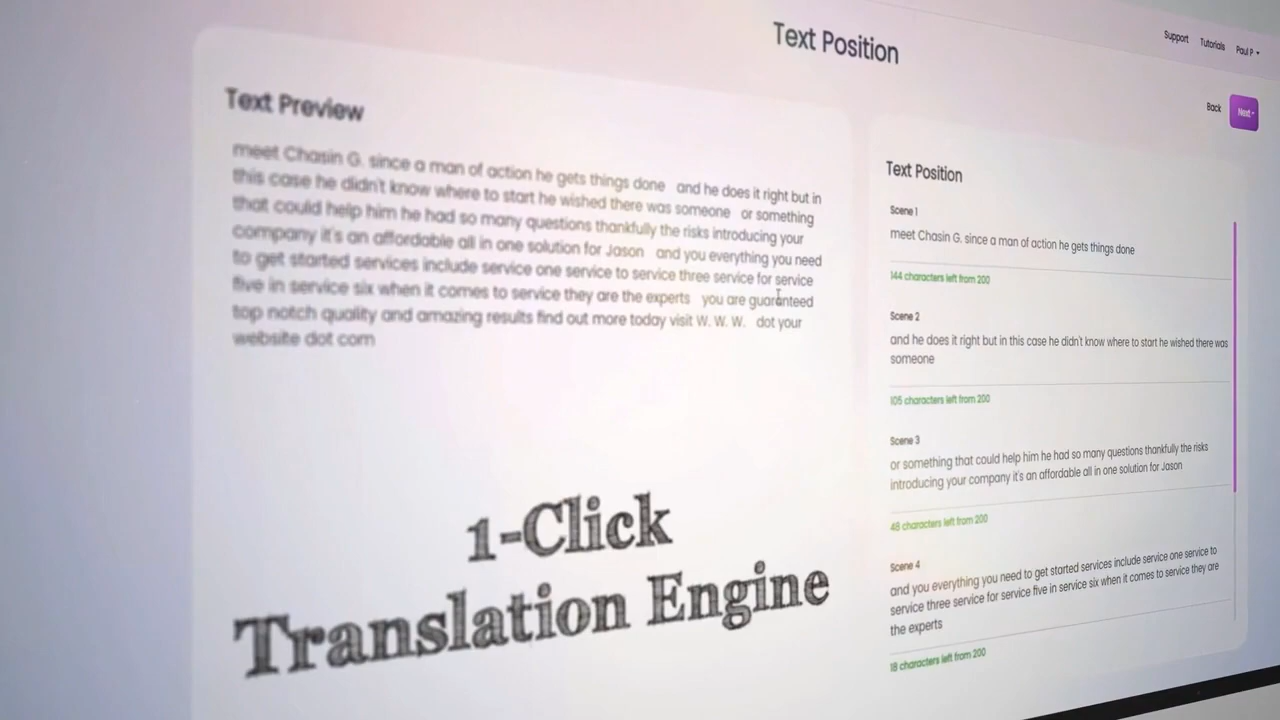 Text Position
Support
Tutorials
Paul P
Back
Next
Text Preview
meet Chasin G. since a man of action he gets things done and he does it right but in
this case he didn't know where to start he wished there was someone or something
that could help him he had so many questions thankfully the risks introducing your
company it's an affordable all in one solution for Jason and you everything you need
to get started services include service one service to service three service for service
five in service six when it comes to service they are the experts you are guaranteed
top notch quality and amazing results find out more today visit W. W. W. dot your
website dot com
1-Click
Translation Engine
Text Position
Scene 1
meet Chasin G. since a man of action he gets things done
144 characters left from 200
Scene 2
and he does it right but in this case he didn't know where to start he wished there was
someone
105 characters left from 200
Scene 3
or something that could help him he had so many questions thankfully the risks
introducing your company it's an affordable all in one solution for Jason
48 characters left from 200
Scene 4
and you everything you need to get started services include service one service to
service three service for service five in service six when it comes to service they are
the experts
18 characters left from 200